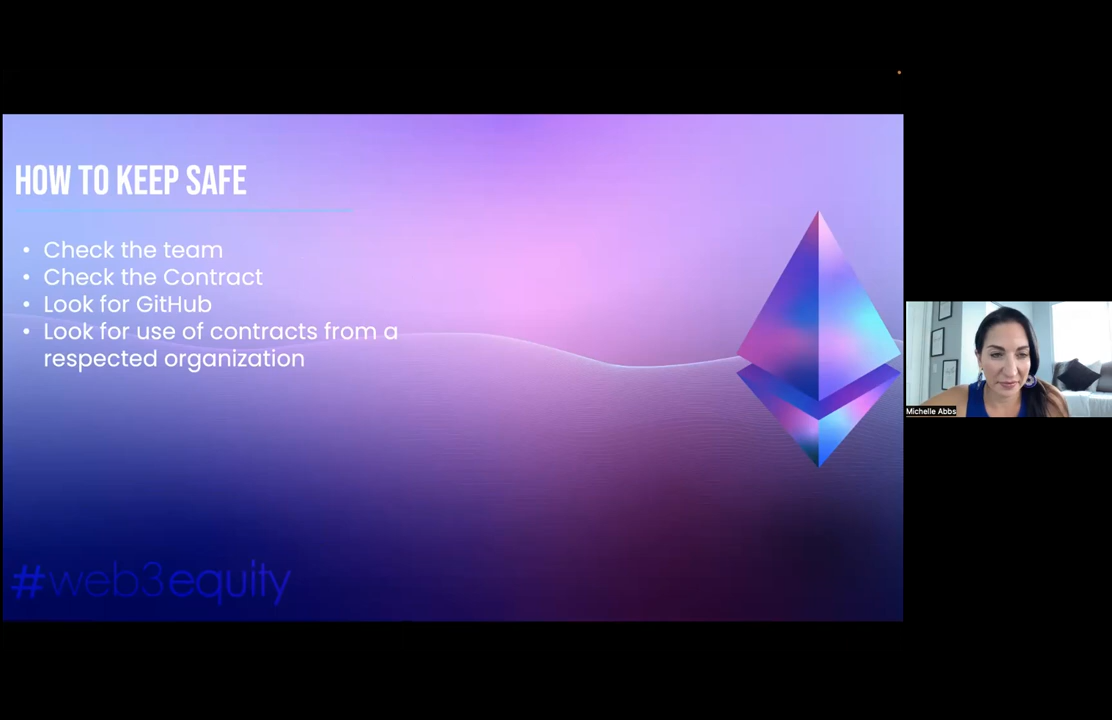 HOW TO KEEP SAFE
• Check the team
• Check the Contract
• Look for GitHub
• Look for use of contracts from a
respected organization
#web3equity
Michelle Abbs